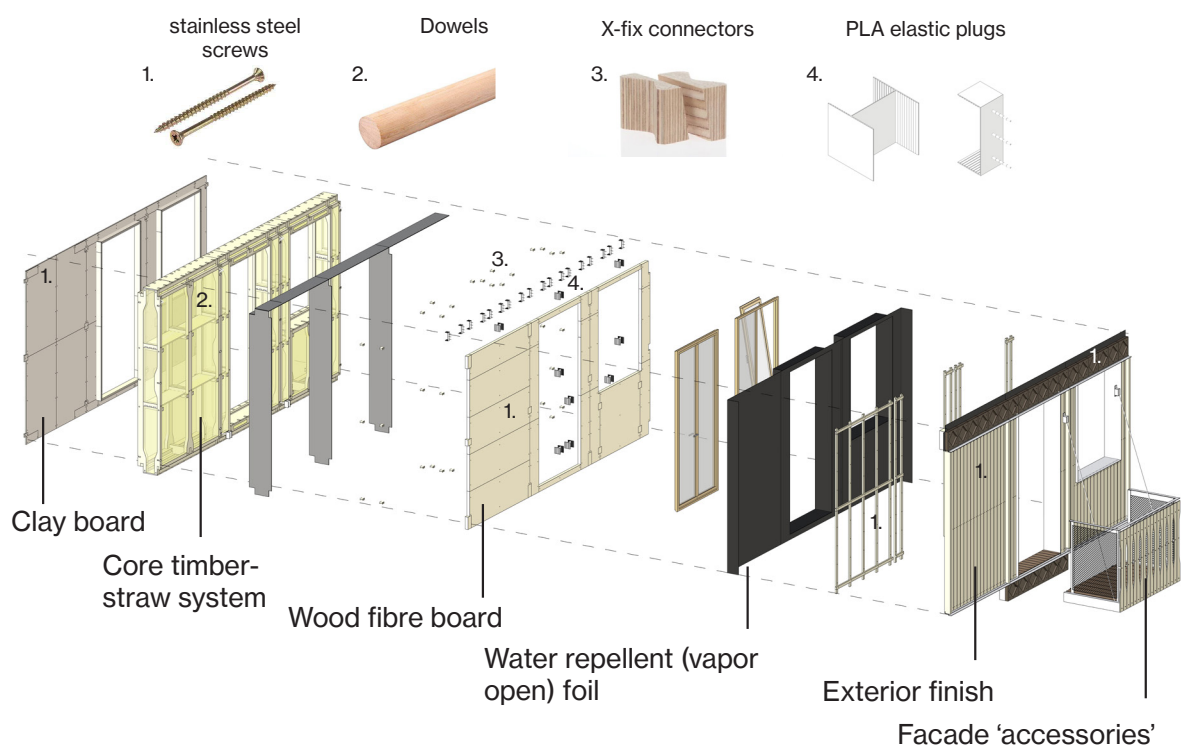 stainless steel
screws
Dowels
X-fix connectors
PLA elastic plugs
1.
2.
3.
4.
1.
2.
3.
4.
1.
1.
1.
1.
Clay board
Core timber-
straw system
Wood fibre board
Water repellent (vapor
open) foil
Exterior finish
Facade ‘accessories’